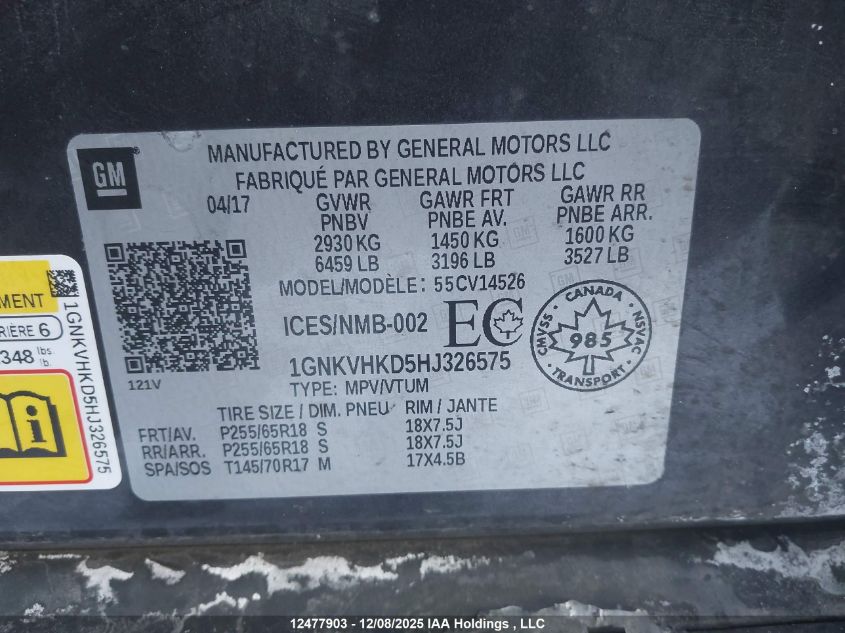 GM
MANUFACTURED BY GENERAL MOTORS LLC
FABRIQUÉ PAR GENERAL MOTORS LLC
04/17 GVWR GAWR FRT GAWR RR
PNBV PNBE AV. PNBE ARR.
2930 KG 1450 KG 1600 KG
6459 LB 3196 LB 3527 LB
MODEL/MODÈLE: 55CV14526
ICES/NMB-002 EC
CANADA
CMVSS 985 NSVAC
TRANSPORT
1GNKVHKD5HJ326575
121V
TYPE: MPV/VTUM
TIRE SIZE / DIM. PNEU RIM / JANTE
FRT/AV. P255/65R18 S 18X7.5J
RR/ARR. P255/65R18 S 18X7.5J
SPA/SOS T145/70R17 M 17X4.5B
MENT
RIÈRE 6
348 lbs.
lb.
1GNKVHKD5HJ326575
12477903 - 12/08/2025 IAA Holdings , LLC